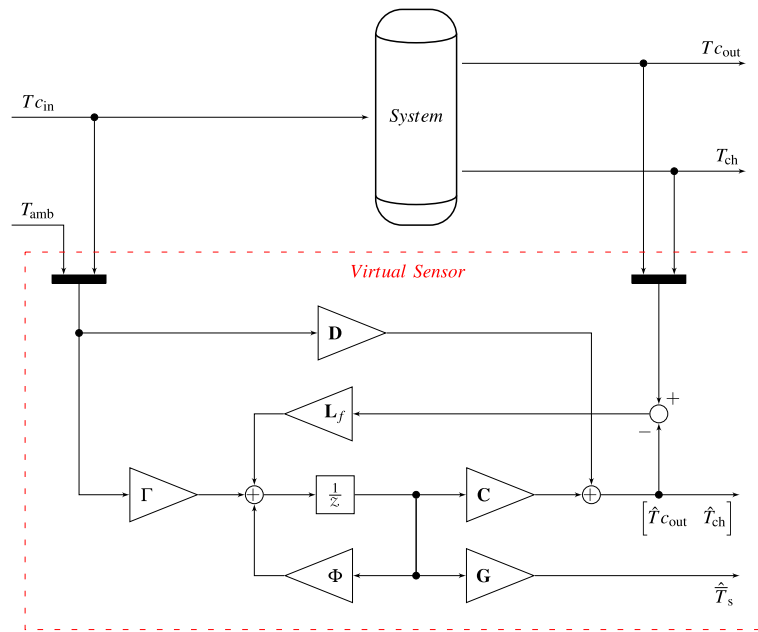 Tc_out
Tc_in
System
T_ch
T_amb
Virtual Sensor
D
L_f
+
−
Γ
+
1/z
C
+
[T̂c_out T̂_ch]
Φ
G
T̂̄_s